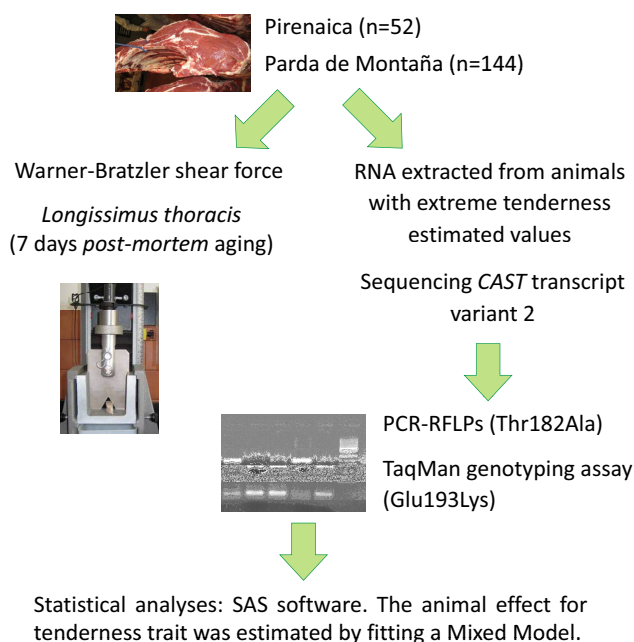 Pirenaica (n=52)
Parda de Montaña (n=144)
Warner-Bratzler shear force
Longissimus thoracis
(7 days post-mortem aging)
RNA extracted from animals
with extreme tenderness
estimated values
Sequencing CAST transcript
variant 2
PCR-RFLPs (Thr182Ala)
TaqMan genotyping assay
(Glu193Lys)
Statistical analyses: SAS software. The animal effect for
tenderness trait was estimated by fitting a Mixed Model.